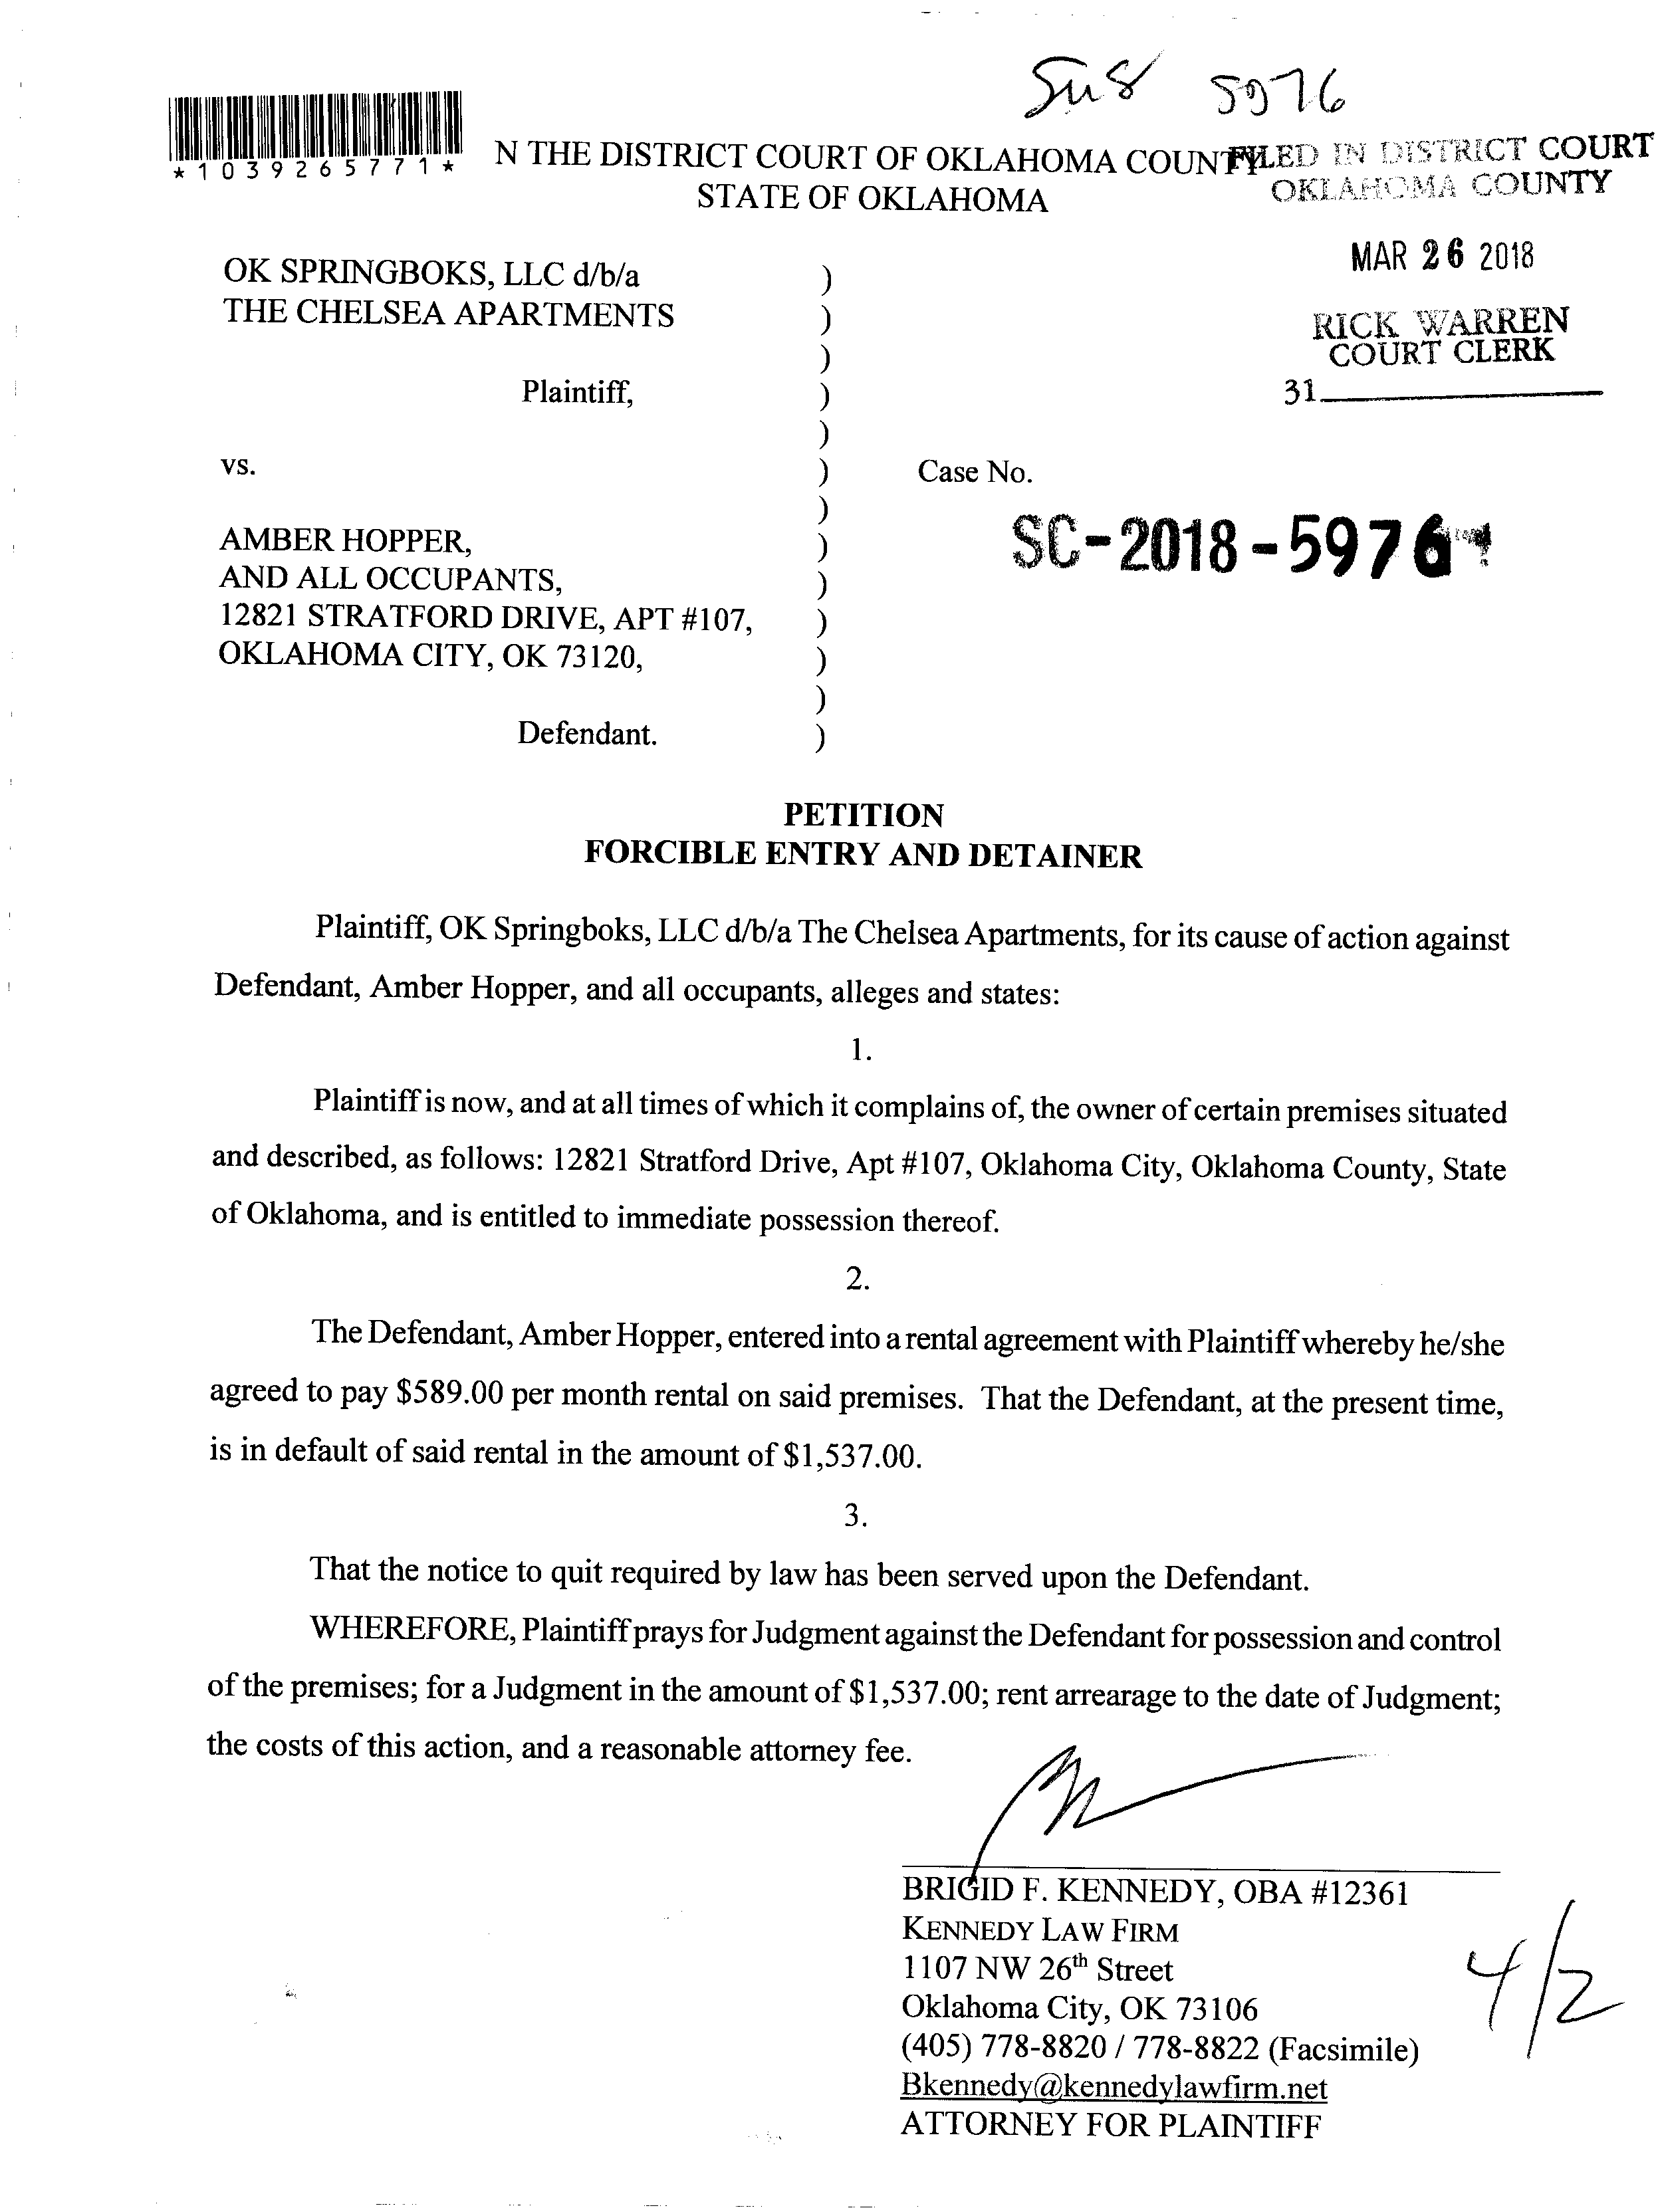 5976
*1039265771*
N THE DISTRICT COURT OF OKLAHOMA COUNTY
STATE OF OKLAHOMA
FILED IN DISTRICT COURT
OKLAHOMA COUNTY
MAR 26 2018
RICK WARREN
COURT CLERK
31
OK SPRINGBOKS, LLC d/b/a )
THE CHELSEA APARTMENTS )
)
Plaintiff, )
)
vs. ) Case No.
)
SC-2018-5976
AMBER HOPPER, )
AND ALL OCCUPANTS, )
12821 STRATFORD DRIVE, APT #107, )
OKLAHOMA CITY, OK 73120, )
)
Defendant. )
PETITION
FORCIBLE ENTRY AND DETAINER
Plaintiff, OK Springboks, LLC d/b/a The Chelsea Apartments, for its cause of action against
Defendant, Amber Hopper, and all occupants, alleges and states:
1.
Plaintiff is now, and at all times of which it complains of, the owner of certain premises situated
and described, as follows: 12821 Stratford Drive, Apt #107, Oklahoma City, Oklahoma County, State
of Oklahoma, and is entitled to immediate possession thereof.
2.
The Defendant, Amber Hopper, entered into a rental agreement with Plaintiff whereby he/she
agreed to pay $589.00 per month rental on said premises. That the Defendant, at the present time,
is in default of said rental in the amount of $1,537.00.
3.
That the notice to quit required by law has been served upon the Defendant.
WHEREFORE, Plaintiff prays for Judgment against the Defendant for possession and control
of the premises; for a Judgment in the amount of $1,537.00; rent arrearage to the date of Judgment;
the costs of this action, and a reasonable attorney fee.
BRIGID F. KENNEDY, OBA #12361
KENNEDY LAW FIRM
1107 NW 26th Street
Oklahoma City, OK 73106
(405) 778-8820 / 778-8822 (Facsimile)
Bkennedy@kennedylawfirm.net
ATTORNEY FOR PLAINTIFF
4/2